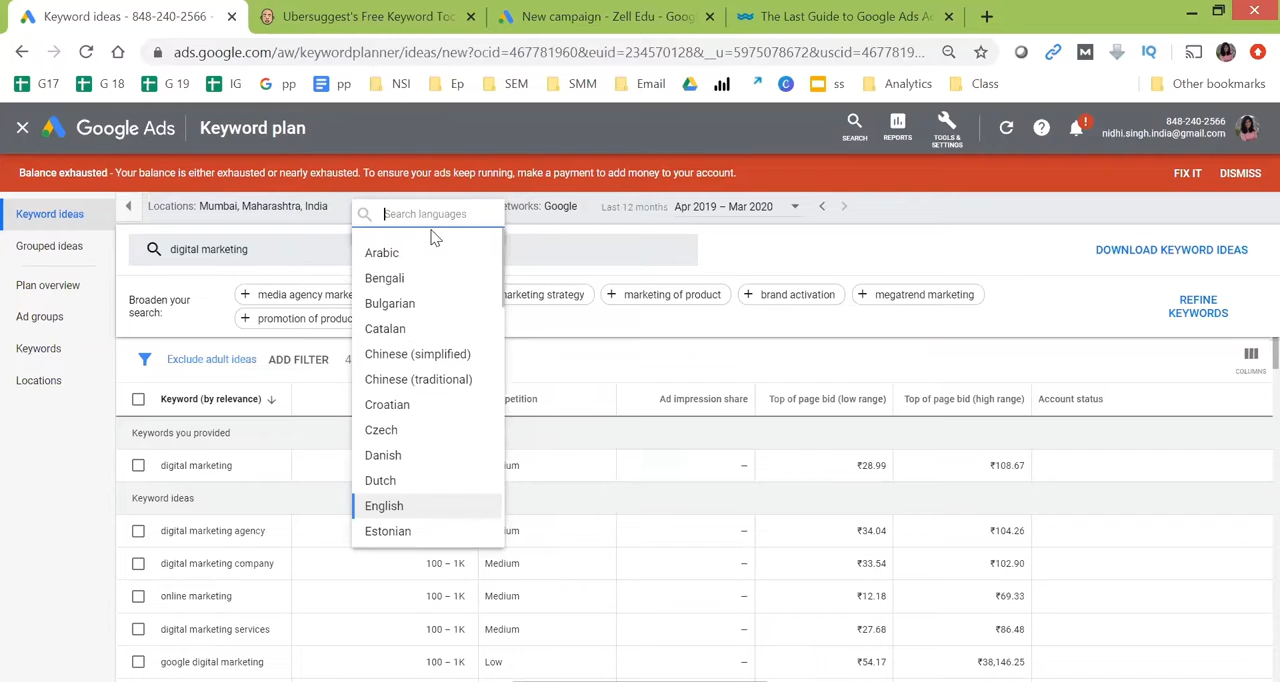 Keyword ideas - 848-240-2566 -
Ubersuggest's Free Keyword Too
New campaign - Zell Edu - Goog
The Last Guide to Google Ads Ac
ads.google.com/aw/keywordplanner/ideas/new?ocid=467781960&euid=234570128&__u=5975078672&uscid=4677819...
G17
G 18
G 19
IG
pp
pp
NSI
Ep
SEM
SMM
Email
ss
Analytics
Class
Other bookmarks
Google Ads
Keyword plan
SEARCH
REPORTS
TOOLS & SETTINGS
848-240-2566
nidhi.singh.india@gmail.com
Balance exhausted - Your balance is either exhausted or nearly exhausted. To ensure your ads keep running, make a payment to add money to your account.
FIX IT
DISMISS
Keyword ideas
Grouped ideas
Plan overview
Ad groups
Keywords
Locations
Locations: Mumbai, Maharashtra, India
Search languages
Google
Last 12 months
Apr 2019 – Mar 2020
digital marketing
DOWNLOAD KEYWORD IDEAS
Broaden your search:
media agency
marketing strategy
marketing of product
brand activation
megatrend marketing
promotion of
REFINE KEYWORDS
Arabic
Bengali
Bulgarian
Catalan
Chinese (simplified)
Chinese (traditional)
Croatian
Czech
Danish
Dutch
English
Estonian
Exclude adult ideas
ADD FILTER
COLUMNS
Keyword (by relevance)
Ad impression share
Top of page bid (low range)
Top of page bid (high range)
Account status
Keywords you provided
digital marketing – ₹28.99 ₹108.67
Keyword ideas
digital marketing agency – ₹34.04 ₹104.26
digital marketing company 100 – 1K Medium – ₹33.54 ₹102.90
online marketing 100 – 1K Medium – ₹12.18 ₹69.33
digital marketing services 100 – 1K Medium – ₹27.68 ₹86.48
google digital marketing 100 – 1K Low – ₹54.17 ₹38,146.25